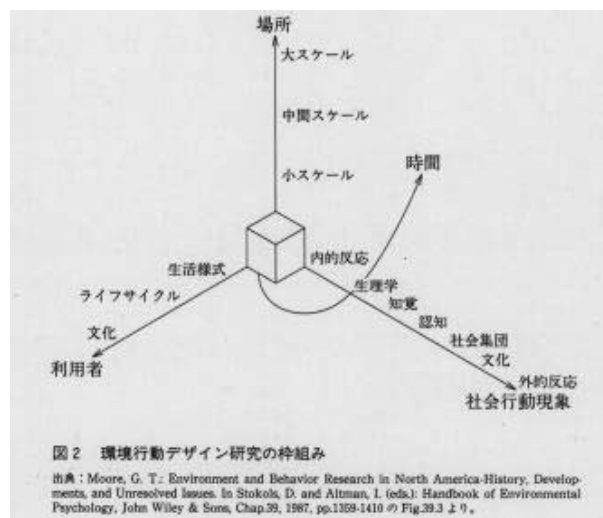 場所
大スケール
中間スケール
小スケール
時間
内的反応
生活様式
生理学
ライフサイクル
知覚
認知
文化
社会集団
文化
利用者
外的反応
社会行動現象
図2 環境行動デザイン研究の枠組み
出典:Moore, G. T.: Environment and Behavior Research in North America-History, Develop-
ments, and Unresolved Issues. In Stokols, D. and Altman, I. (eds.): Handbook of Environmental
Psychology, John Wiley & Sons, Chap.39, 1987, pp.1359-1410 の Fig.39.3 より。